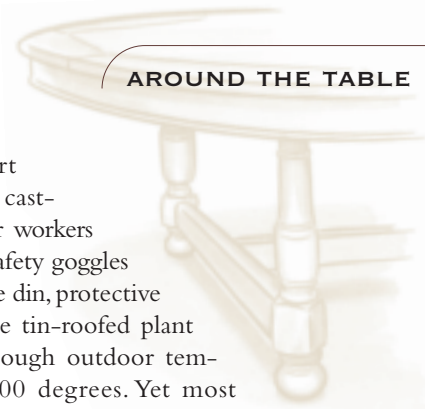 AROUND THE TABLE
rt
cast-
workers
afety goggles
e din, protective
e tin-roofed plant
ough outdoor tem-
00 degrees. Yet most